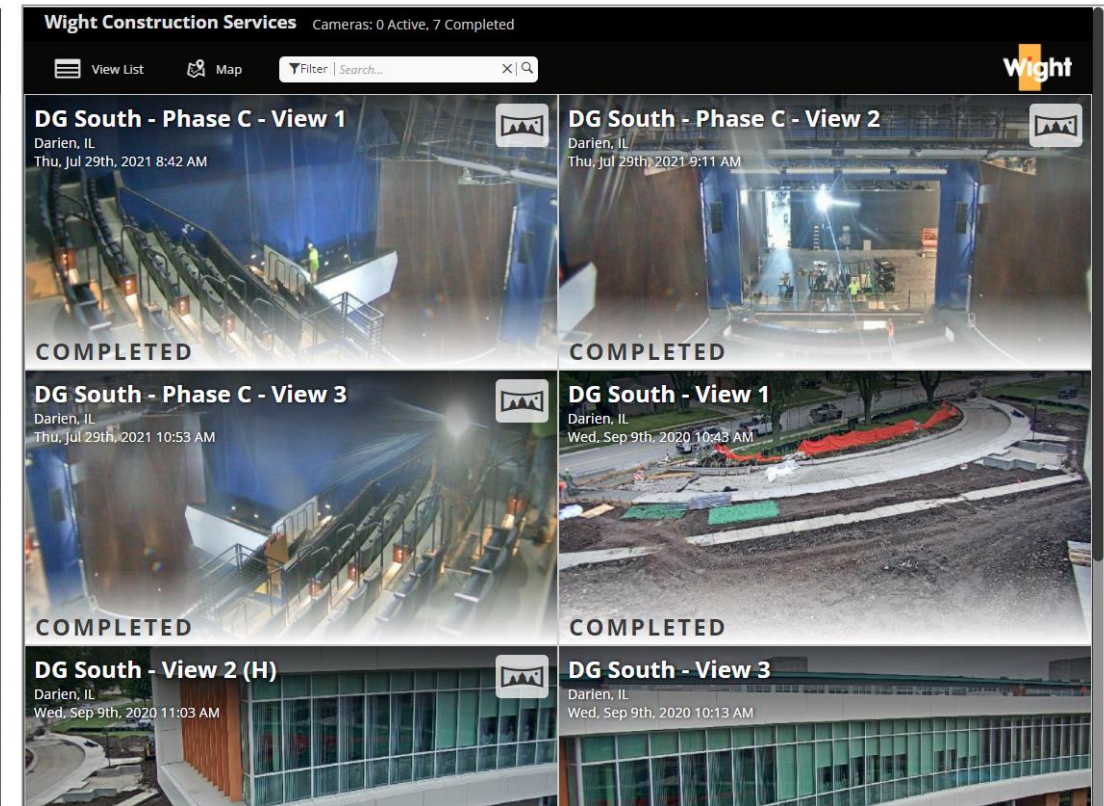 Wight Construction Services Cameras: 0 Active, 7 Completed
View List Map Filter | Search... X | Wight
DG South - Phase C - View 1
Darien, IL
Thu, Jul 29th, 2021 8:42 AM
COMPLETED
DG South - Phase C - View 2
Darien, IL
Thu, Jul 29th, 2021 9:11 AM
COMPLETED
DG South - Phase C - View 3
Darien, IL
Thu, Jul 29th, 2021 10:53 AM
COMPLETED
DG South - View 1
Darien, IL
Wed, Sep 9th, 2020 10:43 AM
COMPLETED
DG South - View 2 (H)
Darien, IL
Wed, Sep 9th, 2020 11:03 AM
DG South - View 3
Darien, IL
Wed, Sep 9th, 2020 10:13 AM